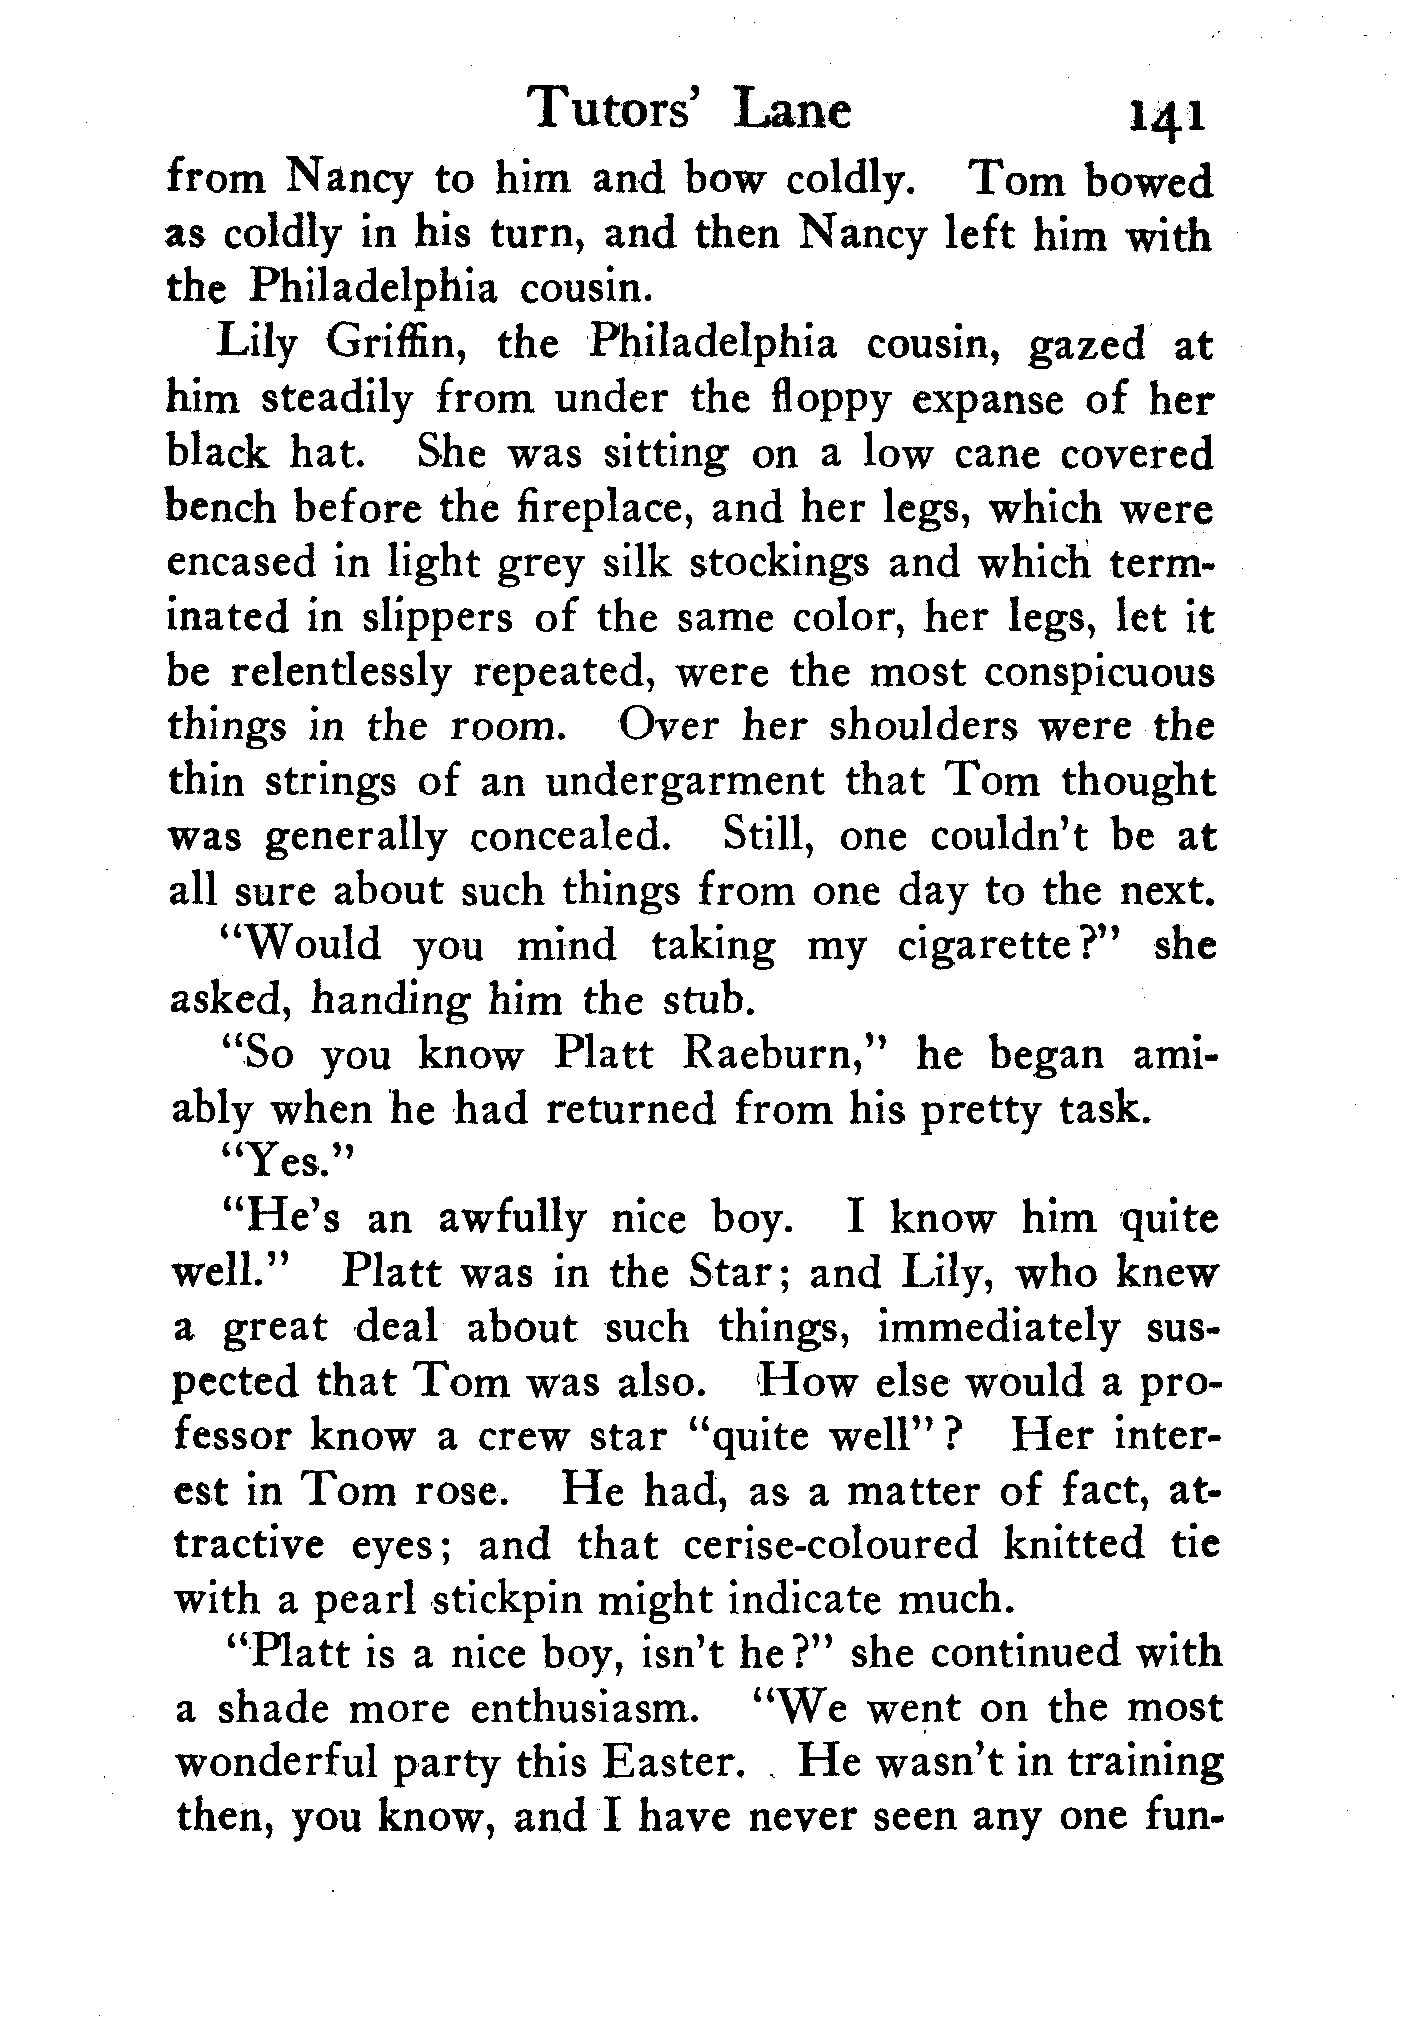 Tutors' Lane 141
from Nancy to him and bow coldly. Tom bowed
as coldly in his turn, and then Nancy left him with
the Philadelphia cousin.
Lily Griffin, the Philadelphia cousin, gazed at
him steadily from under the floppy expanse of her
black hat. She was sitting on a low cane covered
bench before the fireplace, and her legs, which were
encased in light grey silk stockings and which term-
inated in slippers of the same color, her legs, let it
be relentlessly repeated, were the most conspicuous
things in the room. Over her shoulders were the
thin strings of an undergarment that Tom thought
was generally concealed. Still, one couldn't be at
all sure about such things from one day to the next.
"Would you mind taking my cigarette?" she
asked, handing him the stub.
"So you know Platt Raeburn," he began ami-
ably when he had returned from his pretty task.
"Yes."
"He's an awfully nice boy. I know him quite
well." Platt was in the Star; and Lily, who knew
a great deal about such things, immediately sus-
pected that Tom was also. How else would a pro-
fessor know a crew star "quite well"? Her inter-
est in Tom rose. He had, as a matter of fact, at-
tractive eyes; and that cerise-coloured knitted tie
with a pearl stickpin might indicate much.
"Platt is a nice boy, isn't he?" she continued with
a shade more enthusiasm. "We went on the most
wonderful party this Easter. He wasn't in training
then, you know, and I have never seen any one fun-